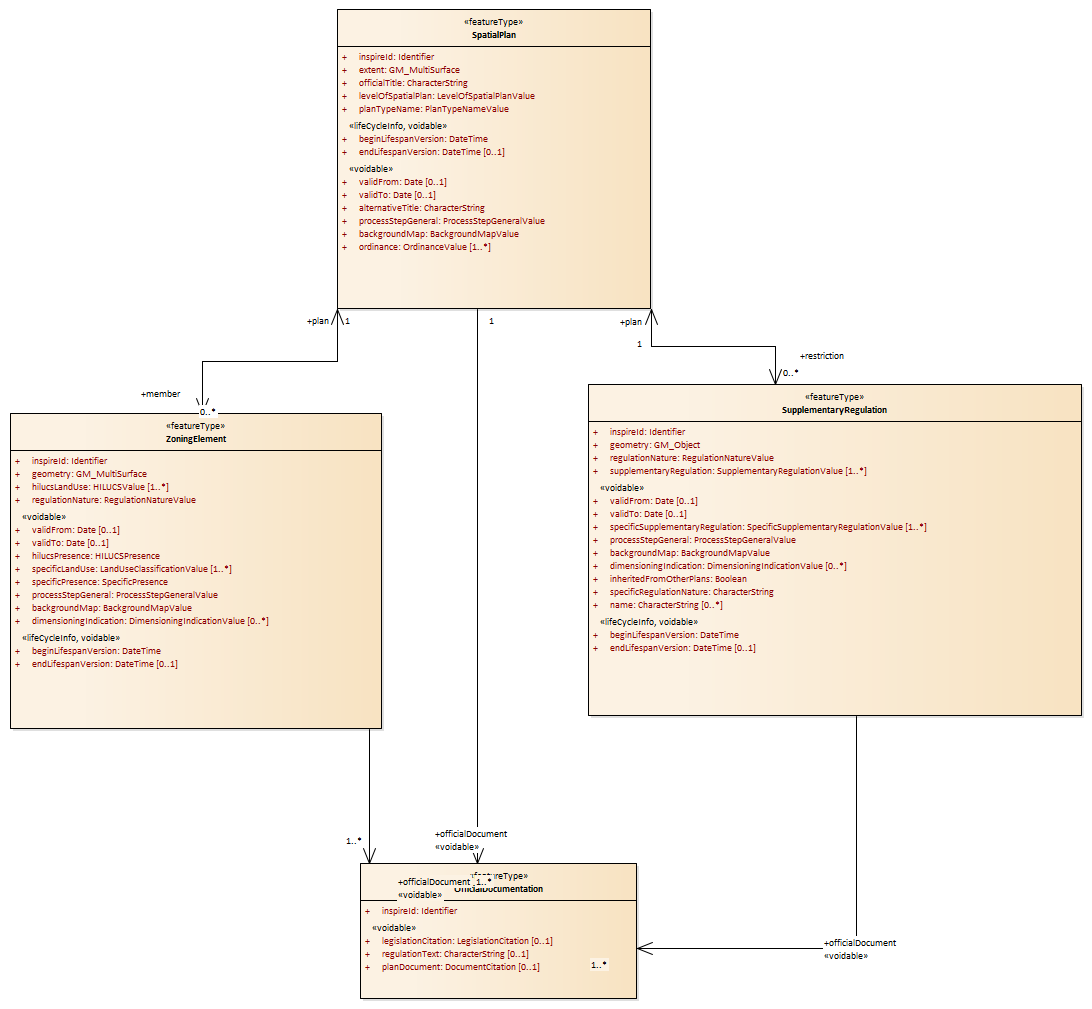 «featureType»
SpatialPlan
+ inspireId: Identifier
+ extent: GM_MultiSurface
+ officialTitle: CharacterString
+ levelOfSpatialPlan: LevelOfSpatialPlanValue
+ planTypeName: PlanTypeNameValue
«lifeCycleInfo, voidable»
+ beginLifespanVersion: DateTime
+ endLifespanVersion: DateTime [0..1]
«voidable»
+ validFrom: Date [0..1]
+ validTo: Date [0..1]
+ alternativeTitle: CharacterString
+ processStepGeneral: ProcessStepGeneralValue
+ backgroundMap: BackgroundMapValue
+ ordinance: OrdinanceValue [1..*]
+plan 1
1
+plan
1
+restriction
0..*
+member
0..*
«featureType»
ZoningElement
+ inspireId: Identifier
+ geometry: GM_MultiSurface
+ hilucsLandUse: HILUCSValue [1..*]
+ regulationNature: RegulationNatureValue
«voidable»
+ validFrom: Date [0..1]
+ validTo: Date [0..1]
+ hilucsPresence: HILUCSPresence
+ specificLandUse: LandUseClassificationValue [1..*]
+ specificPresence: SpecificPresence
+ processStepGeneral: ProcessStepGeneralValue
+ backgroundMap: BackgroundMapValue
+ dimensioningIndication: DimensioningIndicationValue [0..*]
«lifeCycleInfo, voidable»
+ beginLifespanVersion: DateTime
+ endLifespanVersion: DateTime [0..1]
«featureType»
SupplementaryRegulation
+ inspireId: Identifier
+ geometry: GM_Object
+ regulationNature: RegulationNatureValue
+ supplementaryRegulation: SupplementaryRegulationValue [1..*]
«voidable»
+ validFrom: Date [0..1]
+ validTo: Date [0..1]
+ specificSupplementaryRegulation: SpecificSupplementaryRegulationValue [1..*]
+ processStepGeneral: ProcessStepGeneralValue
+ backgroundMap: BackgroundMapValue
+ dimensioningIndication: DimensioningIndicationValue [0..*]
+ inheritedFromOtherPlans: Boolean
+ specificRegulationNature: CharacterString
+ name: CharacterString [0..*]
«lifeCycleInfo, voidable»
+ beginLifespanVersion: DateTime
+ endLifespanVersion: DateTime [0..1]
1..*
+officialDocument
«voidable»
+officialDocument 1..*
«voidable»
OfficialDocumentation
+ inspireId: Identifier
«voidable»
+ legislationCitation: LegislationCitation [0..1]
+ regulationText: CharacterString [0..1]
+ planDocument: DocumentCitation [0..1]
1..*
+officialDocument
«voidable»